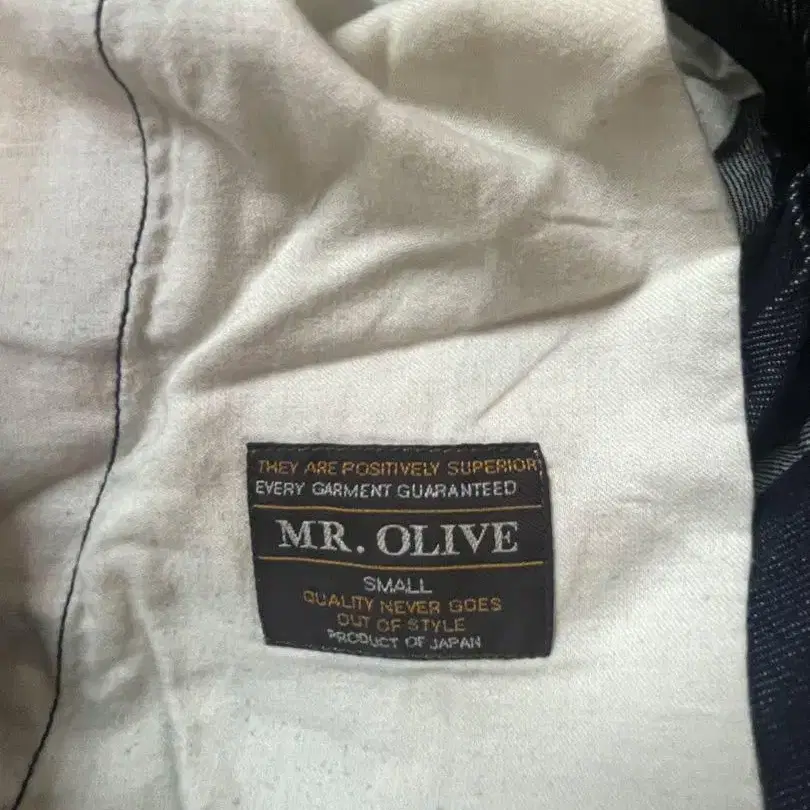 THEY ARE POSITIVELY SUPERIOR
EVERY GARMENT GUARANTEED
MR. OLIVE
SMALL
QUALITY NEVER GOES
OUT OF STYLE
PRODUCT OF JAPAN